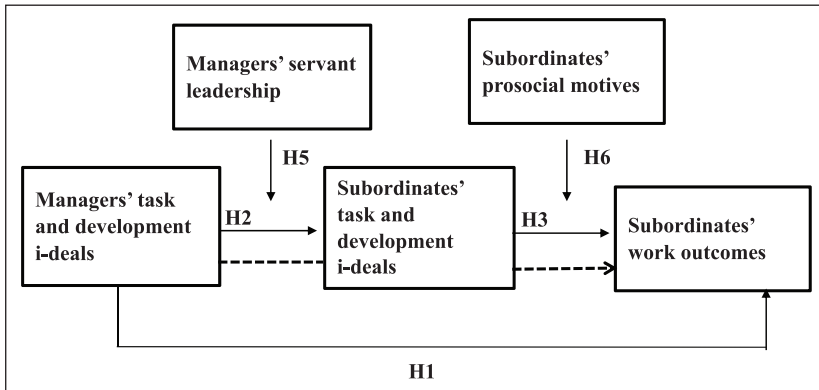 Managers' servant
leadership
Subordinates'
prosocial motives
H5
H6
Managers' task
and development
i-deals
H2
Subordinates'
task and
development
i-deals
H3
Subordinates'
work outcomes
H1